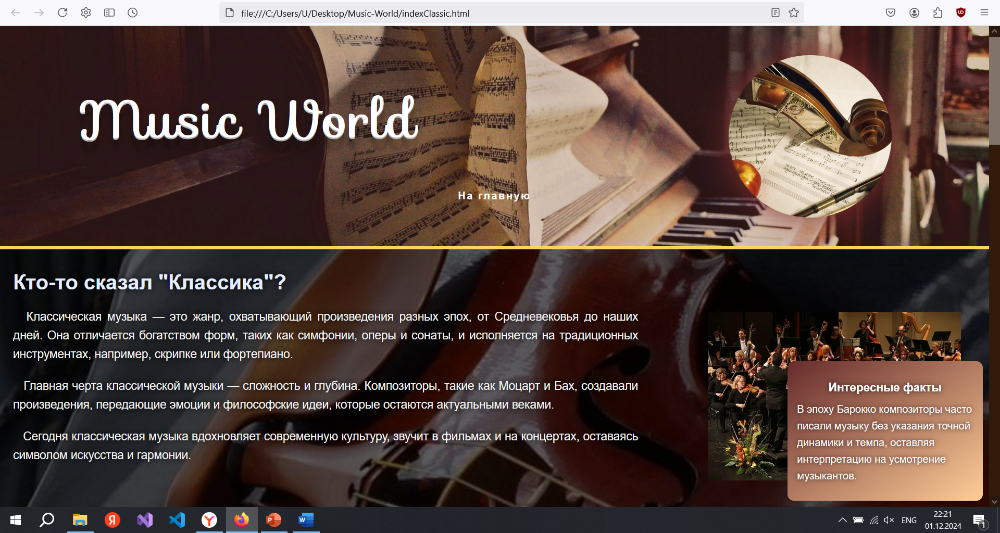 file:///C:/Users/U/Desktop/Music-World/indexClassic.html
Music World
На главную
Кто-то сказал "Классика"?
Классическая музыка — это жанр, охватывающий произведения разных эпох, от Средневековья до наших
дней. Она отличается богатством форм, таких как симфонии, оперы и сонаты, и исполняется на традиционных
инструментах, например, скрипке или фортепиано.
Главная черта классической музыки — сложность и глубина. Композиторы, такие как Моцарт и Бах, создавали
произведения, передающие эмоции и философские идеи, которые остаются актуальными веками.
Сегодня классическая музыка вдохновляет современную культуру, звучит в фильмах и на концертах, оставаясь
символом искусства и гармонии.
Интересные факты
В эпоху Барокко композиторы часто
писали музыку без указания точной
динамики и темпа, оставляя
интерпретацию на усмотрение
музыкантов.
ENG
22:21
01.12.2024
1